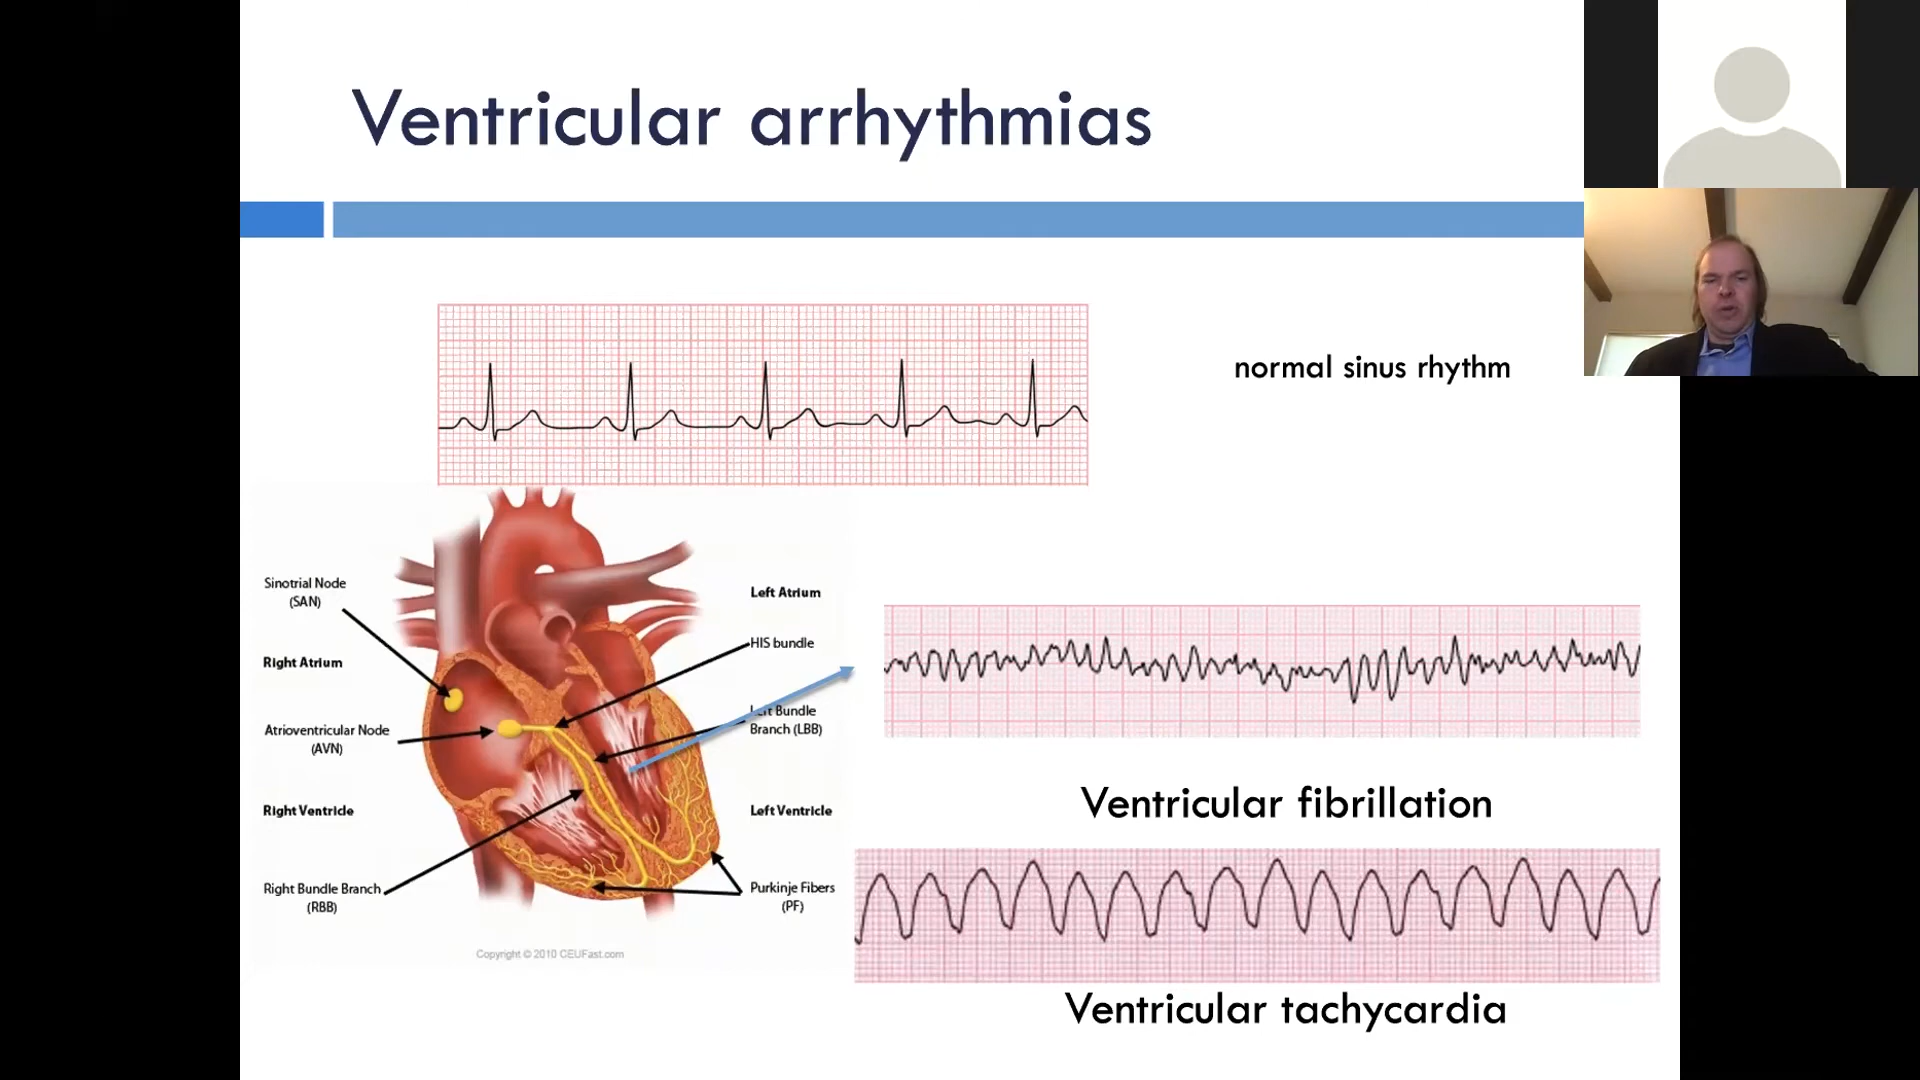 Ventricular arrhythmias
normal sinus rhythm
Sinotrial Node
(SAN)
Right Atrium
Atrioventricular Node
(AVN)
Right Ventricle
Right Bundle Branch
(RBB)
Left Atrium
HIS bundle
Left Bundle
Branch (LBB)
Left Ventricle
Purkinje Fibers
(PF)
Copyright © 2010 CEUFast.com
Ventricular fibrillation
Ventricular tachycardia